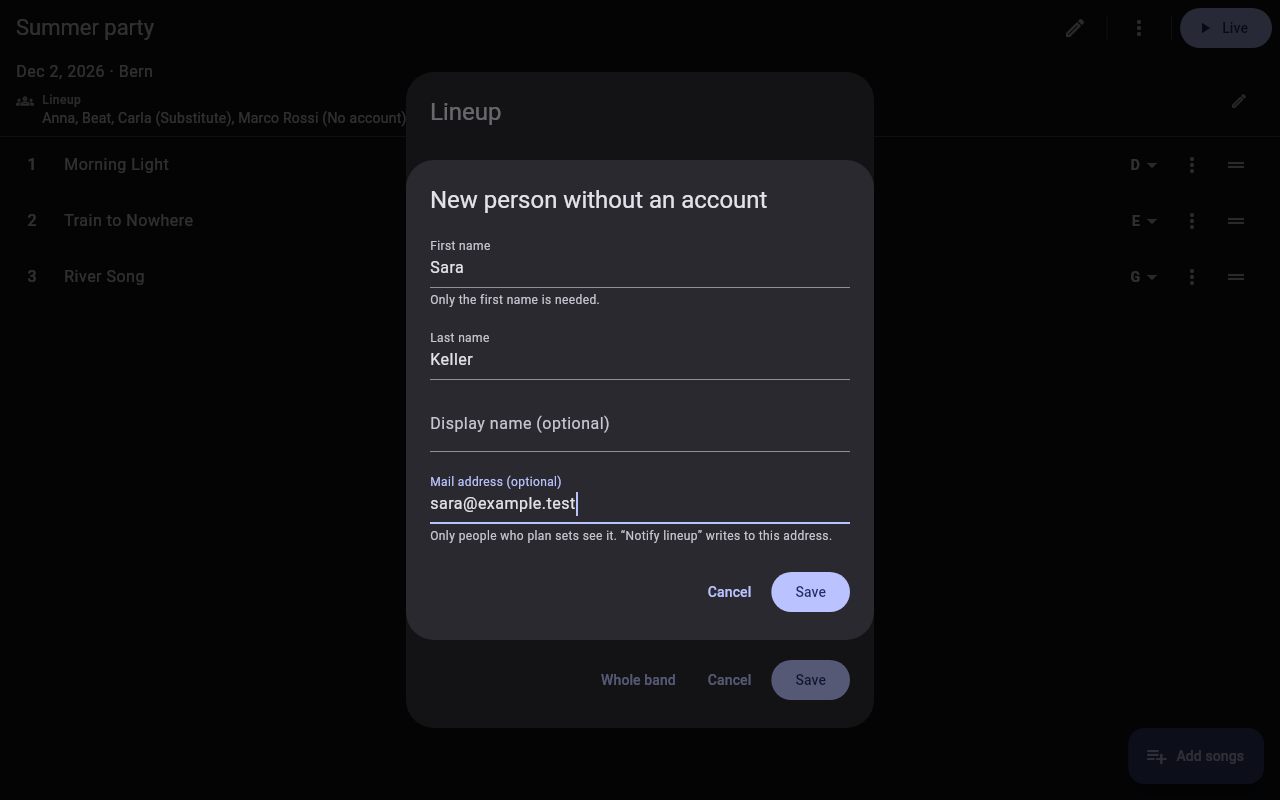 Summer party
Live
Dec 2, 2026 · Bern
Lineup
Anna, Beat, Carla (Substitute), Marco Rossi (No account)
1 Morning Light D
2 Train to Nowhere E
3 River Song G
Lineup
New person without an account
First name
Sara
Only the first name is needed.
Last name
Keller
Display name (optional)
Mail address (optional)
sara@example.test
Only people who plan sets see it. “Notify lineup” writes to this address.
Cancel Save
Whole band Cancel Save
Add songs